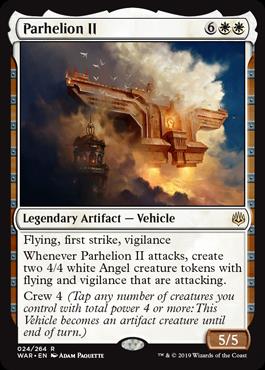 Parhelion II 6
Legendary Artifact — Vehicle
Flying, first strike, vigilance
Whenever Parhelion II attacks, create
two 4/4 white Angel creature tokens with
flying and vigilance that are attacking.
Crew 4 (Tap any number of creatures you
control with total power 4 or more: This
Vehicle becomes an artifact creature until
end of turn.)
5/5
024/264 R
WAR • EN Adam Paquette
™ & © 2019 Wizards of the Coast